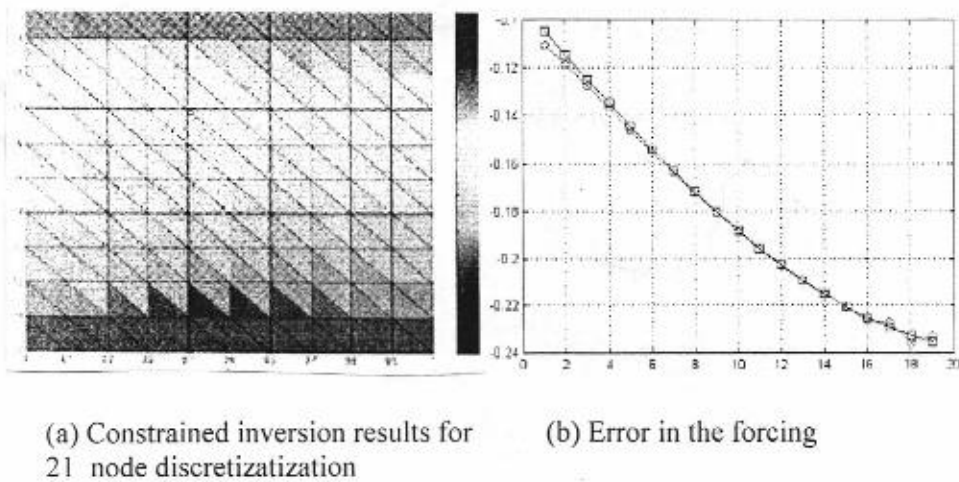 -0.12
-0.14
-0.16
-0.18
-0.2
-0.22
-0.24
0 2 4 6 8 10 12 14 16 18 20
(a) Constrained inversion results for
21 node discretizatization
(b) Error in the forcing